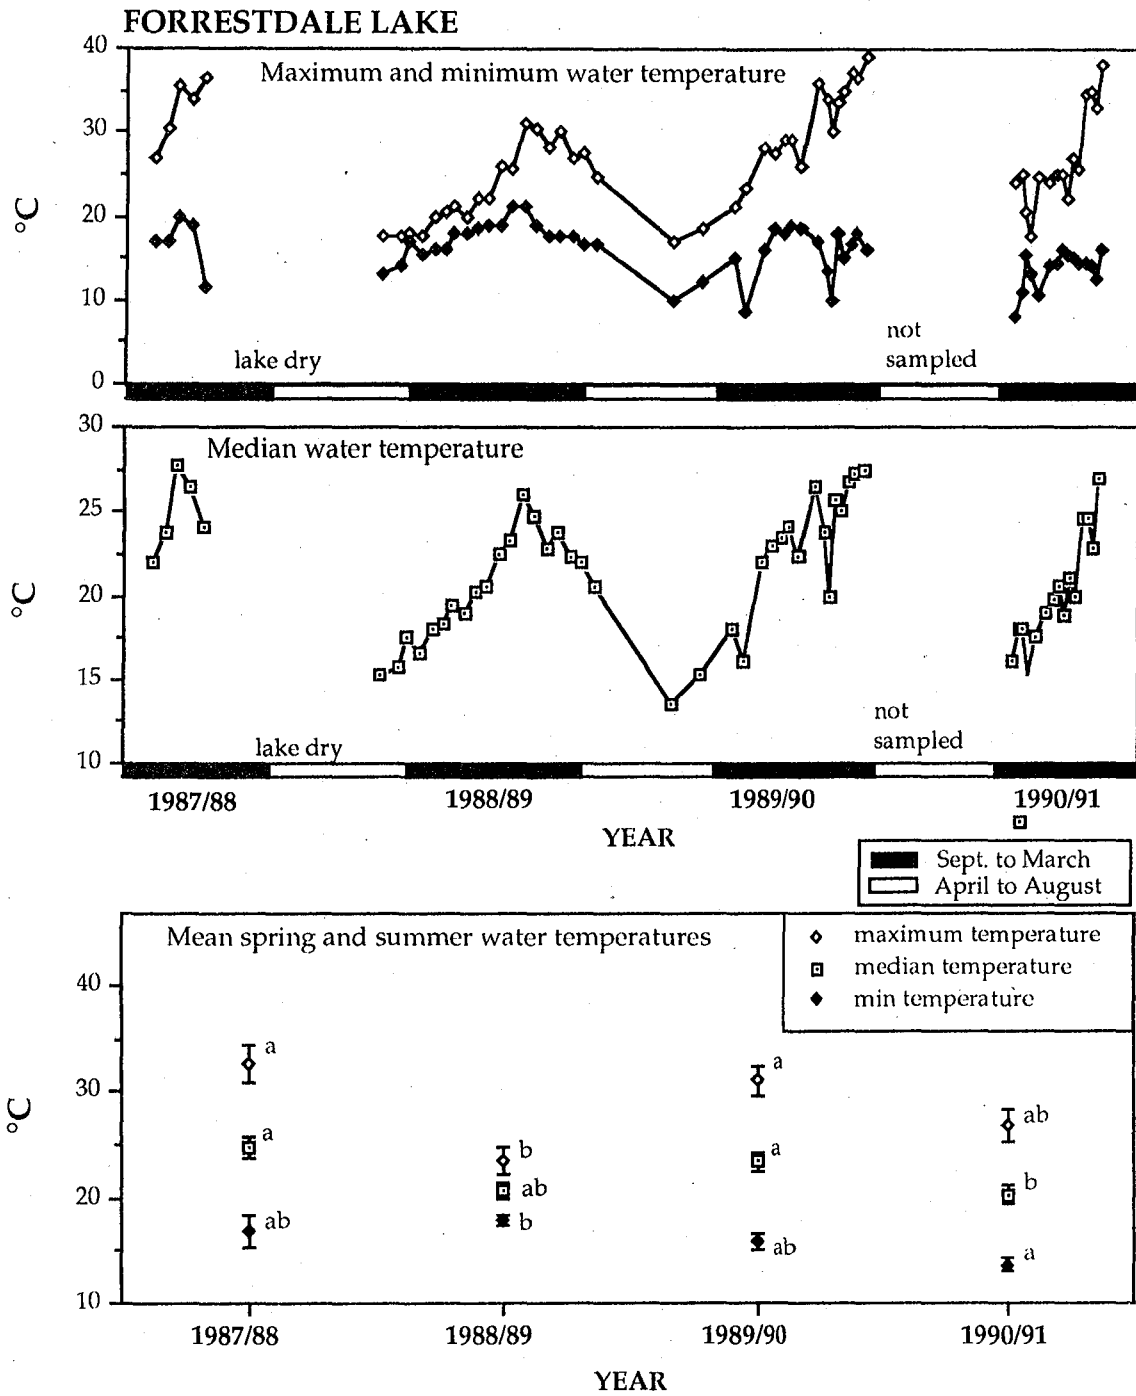 FORRESTDALE LAKE
40
Maximum and minimum water temperature
30
°C
20
10
not
lake dry
sampled
0
30
Median water temperature
25
°C
20
15
not
lake dry
sampled
10
1987/88 1988/89 1989/90 1990/91
YEAR
Sept. to March
April to August
Mean spring and summer water temperatures
maximum temperature
median temperature
min temperature
40
a
a
30
°C
ab
a
b
a
ab
b
20
ab
b
ab
a
10
1987/88 1988/89 1989/90 1990/91
YEAR